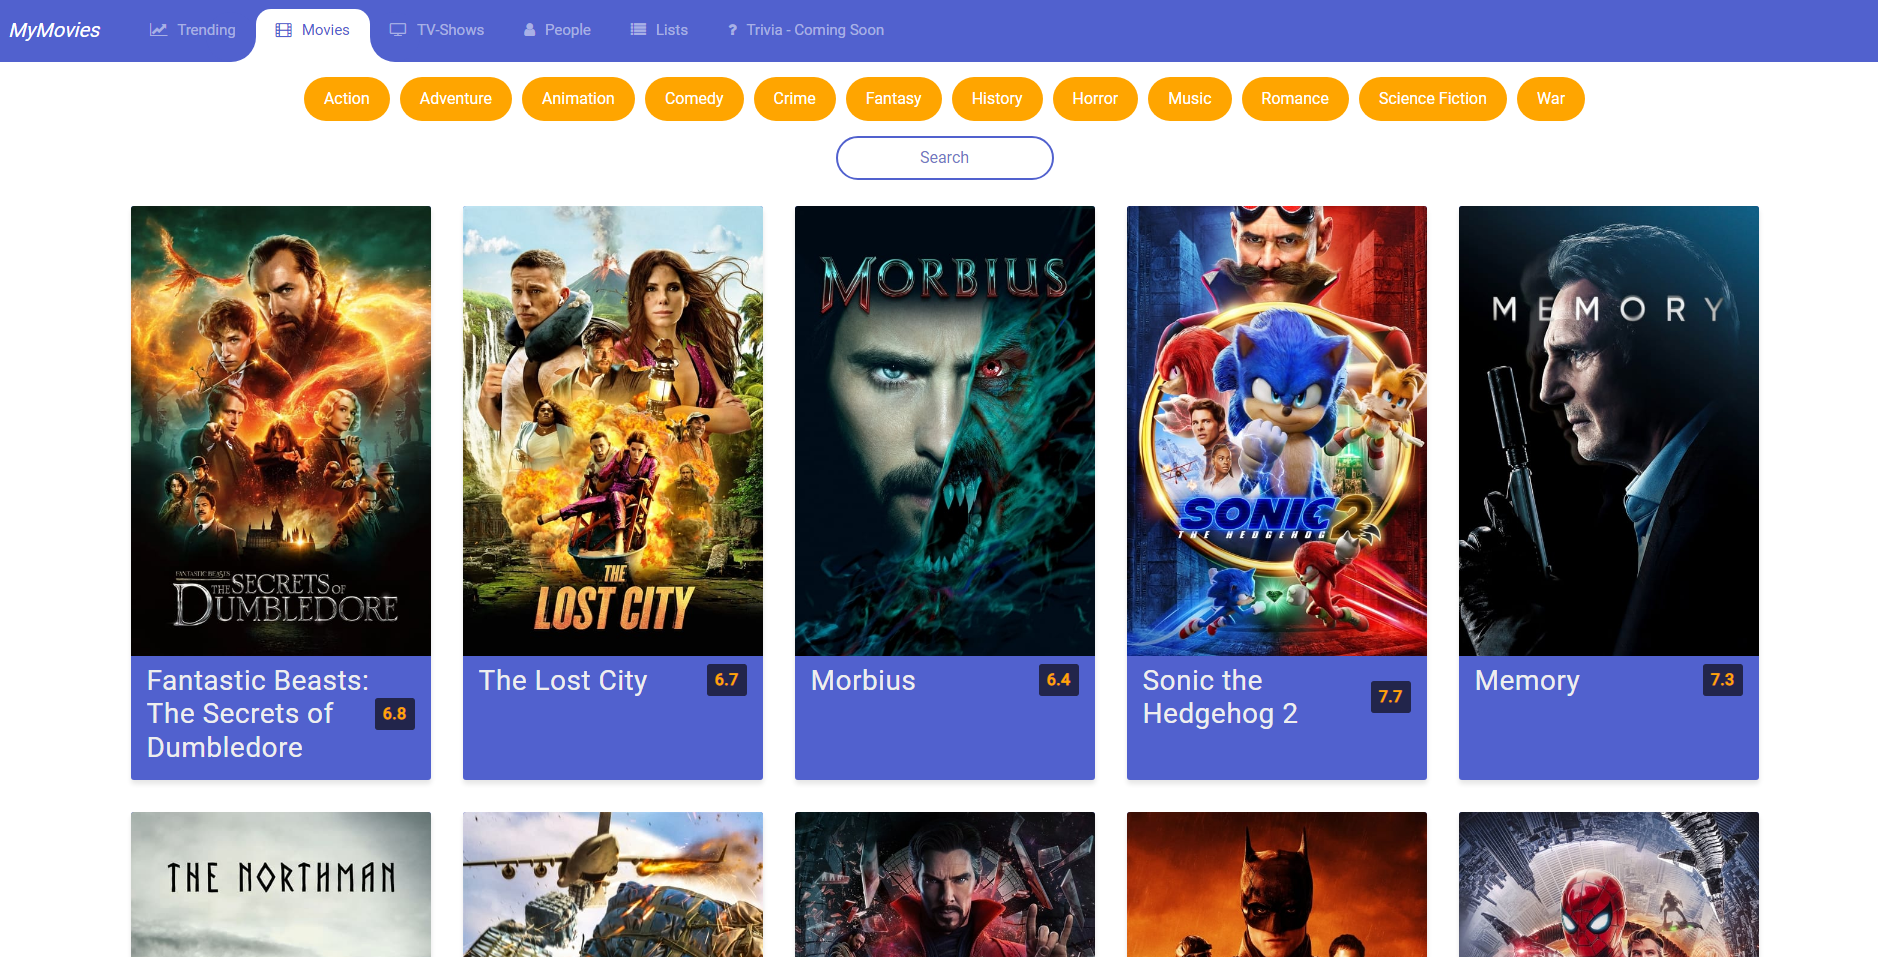 MyMovies
Trending
Movies
TV-Shows
People
Lists
? Trivia - Coming Soon
Action
Adventure
Animation
Comedy
Crime
Fantasy
History
Horror
Music
Romance
Science Fiction
War
Search
FANTASTIC BEASTS
THE SECRETS OF
DUMBLEDORE
THE
LOST CITY
MORBIUS
SONIC 2
THE HEDGEHOG
MEMORY
Fantastic Beasts:
The Secrets of
Dumbledore
6.8
The Lost City
6.7
Morbius
6.4
Sonic the
Hedgehog 2
7.7
Memory
7.3
THE NORTHMAN